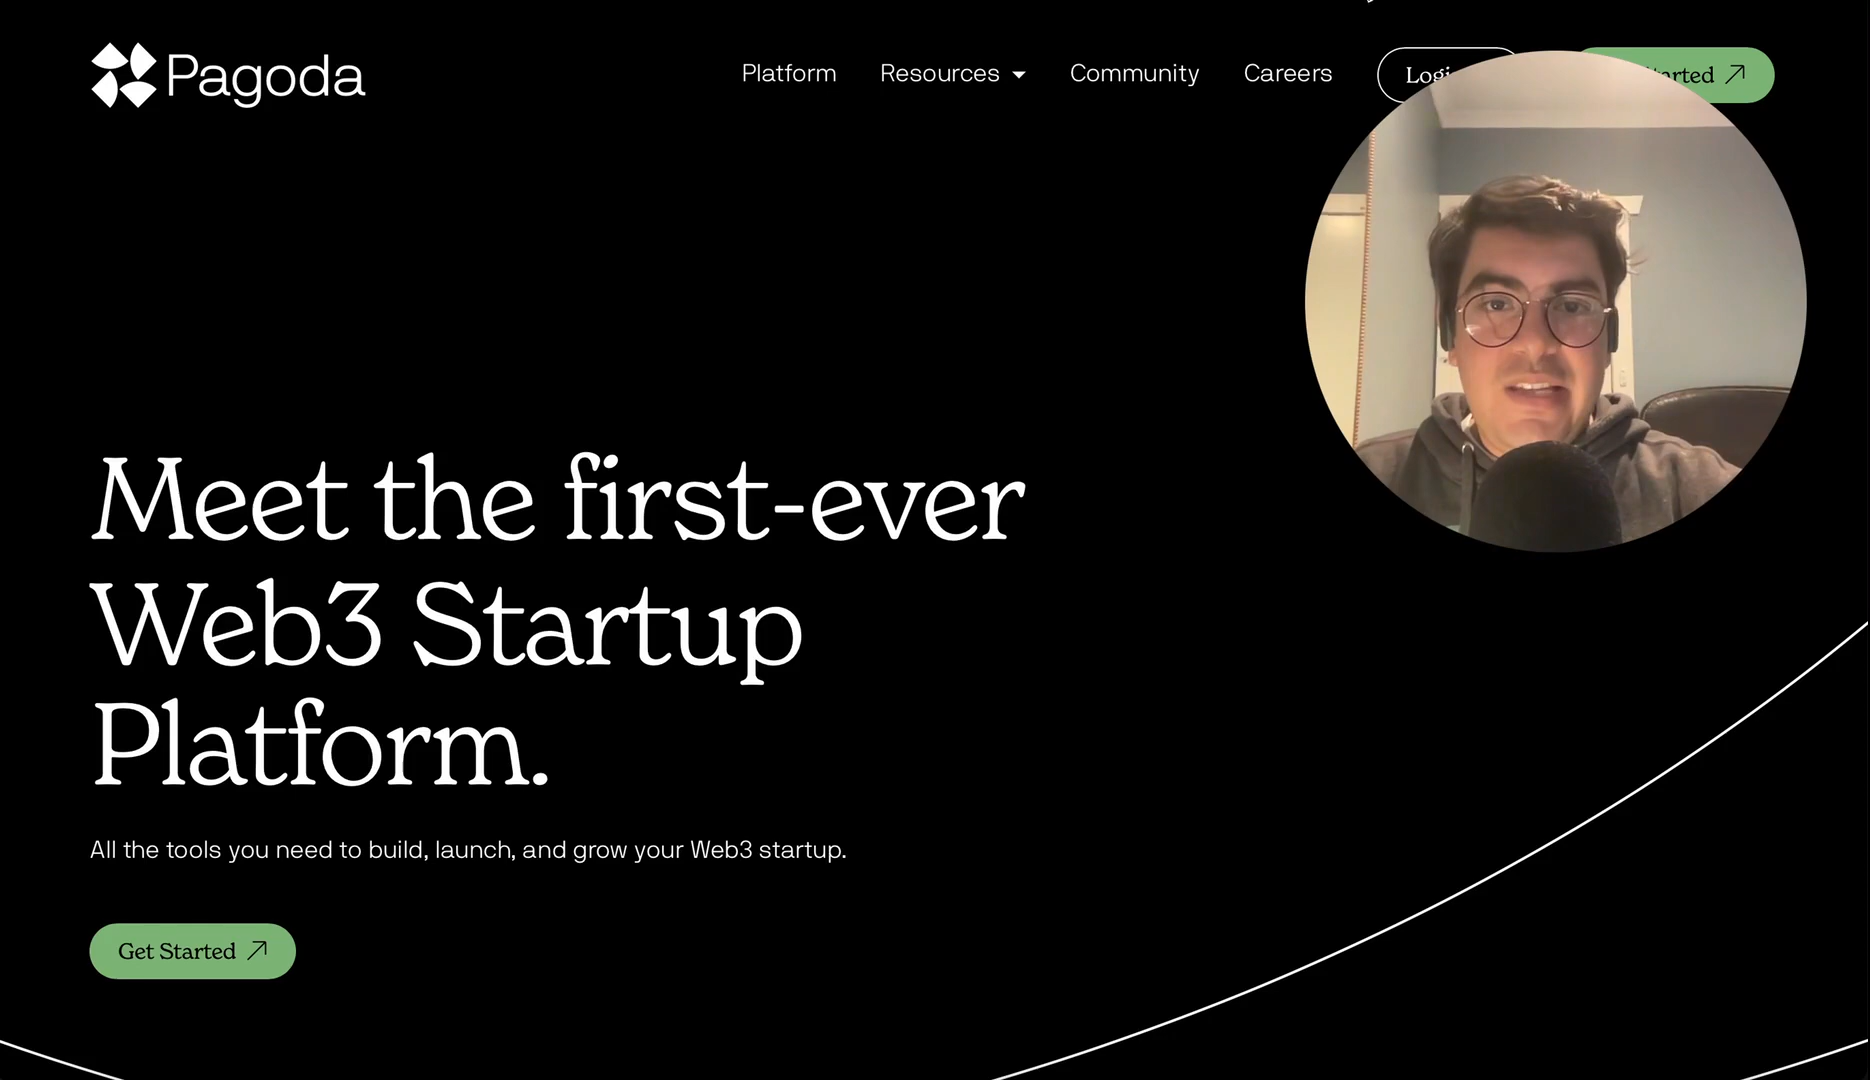 Pagoda
Platform Resources Community Careers
Meet the first-ever
Web3 Startup
Platform.
All the tools you need to build, launch, and grow your Web3 startup.
Get Started